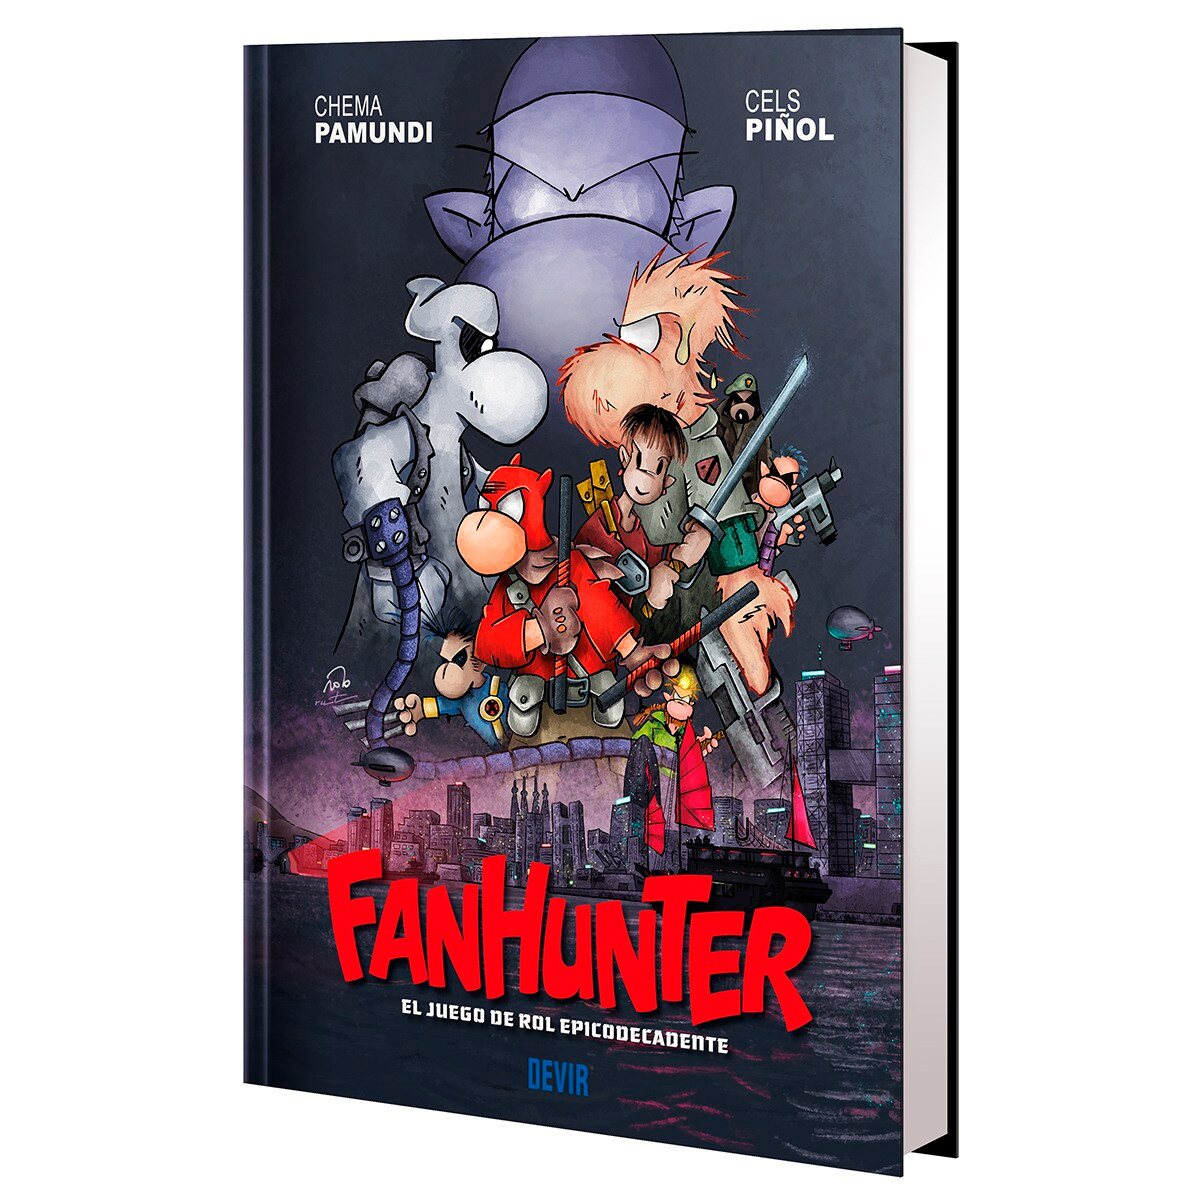 CHEMA
PAMUNDI
CELS
PIÑOL
FANHUNTER
EL JUEGO DE ROL EPICODECADENTE
DEVIR